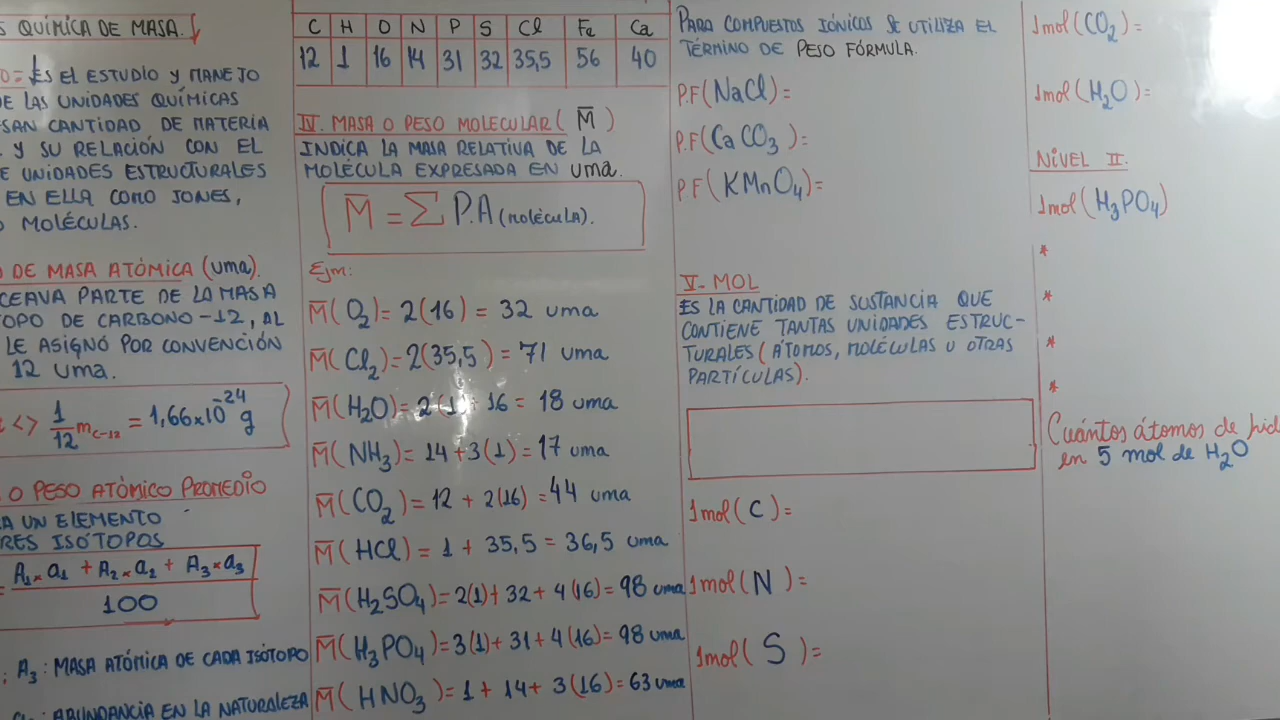 S QUÍMICA DE MASA.
O = ES EL ESTUDIO Y MANEJO
E LAS UNIDADES QUÍMICAS
SAN CANTIDAD DE MATERIA
L Y SU RELACIÓN CON EL
E UNIDADES ESTRUCTURALES
EN ELLA COMO IONES,
O MOLÉCULAS.
D DE MASA ATÓMICA (uma).
CEAVA PARTE DE LA MASA
TOPO DE CARBONO-12, AL
LE ASIGNÓ POR CONVENCIÓN
12 uma.
<> 1/12 m C-12 = 1,66x10^-24 g
O PESO ATÓMICO PROMEDIO
RA UN ELEMENTO
RES ISÓTOPOS
= A₁×a₁ + A₂×a₂ + A₃×a₃
100
; A₃: MASA ATÓMICA DE CADA ISÓTOPO
: ABUNDANCIA EN LA NATURALEZA
C H O N P S Cl Fe Ca
12 1 16 14 31 32 35,5 56 40
IV. MASA O PESO MOLECULAR (M̅)
INDICA LA MASA RELATIVA DE LA
MOLÉCULA EXPRESADA EN uma.
M̅ = Σ P.A (molécula).
Ejm:
M̅(O₂)= 2(16) = 32 uma
M̅(Cl₂)= 2(35,5) = 71 uma
M̅(H₂O)= 2(1)+ 16 = 18 uma
M̅(NH₃)= 14+3(1) = 17 uma
M̅(CO₂)= 12 + 2(16) = 44 uma
M̅(HCl)= 1 + 35,5 = 36,5 uma
M̅(H₂SO₄)= 2(1)+ 32 + 4(16) = 98 uma
M̅(H₃PO₄)= 3(1)+ 31 + 4(16) = 98 uma
M̅(HNO₃)= 1 + 14+ 3(16) = 63 uma
PARA COMPUESTOS IÓNICOS SE UTILIZA EL
TÉRMINO DE PESO FÓRMULA.
P.F(NaCl)=
P.F(CaCO₃)=
P.F(KMnO₄)=
V- MOL
ES LA CANTIDAD DE SUSTANCIA QUE
CONTIENE TANTAS UNIDADES ESTRUC-
TURALES (ÁTOMOS, MOLÉCULAS U OTRAS
PARTÍCULAS).
1mol(C)=
1mol(N)=
1mol(S)=
1mol(CO₂)=
1mol(H₂O)=
NIVEL II.
1mol(H₃PO₄)
*
*
*
*
Cuántos átomos de hid
en 5 mol de H₂O